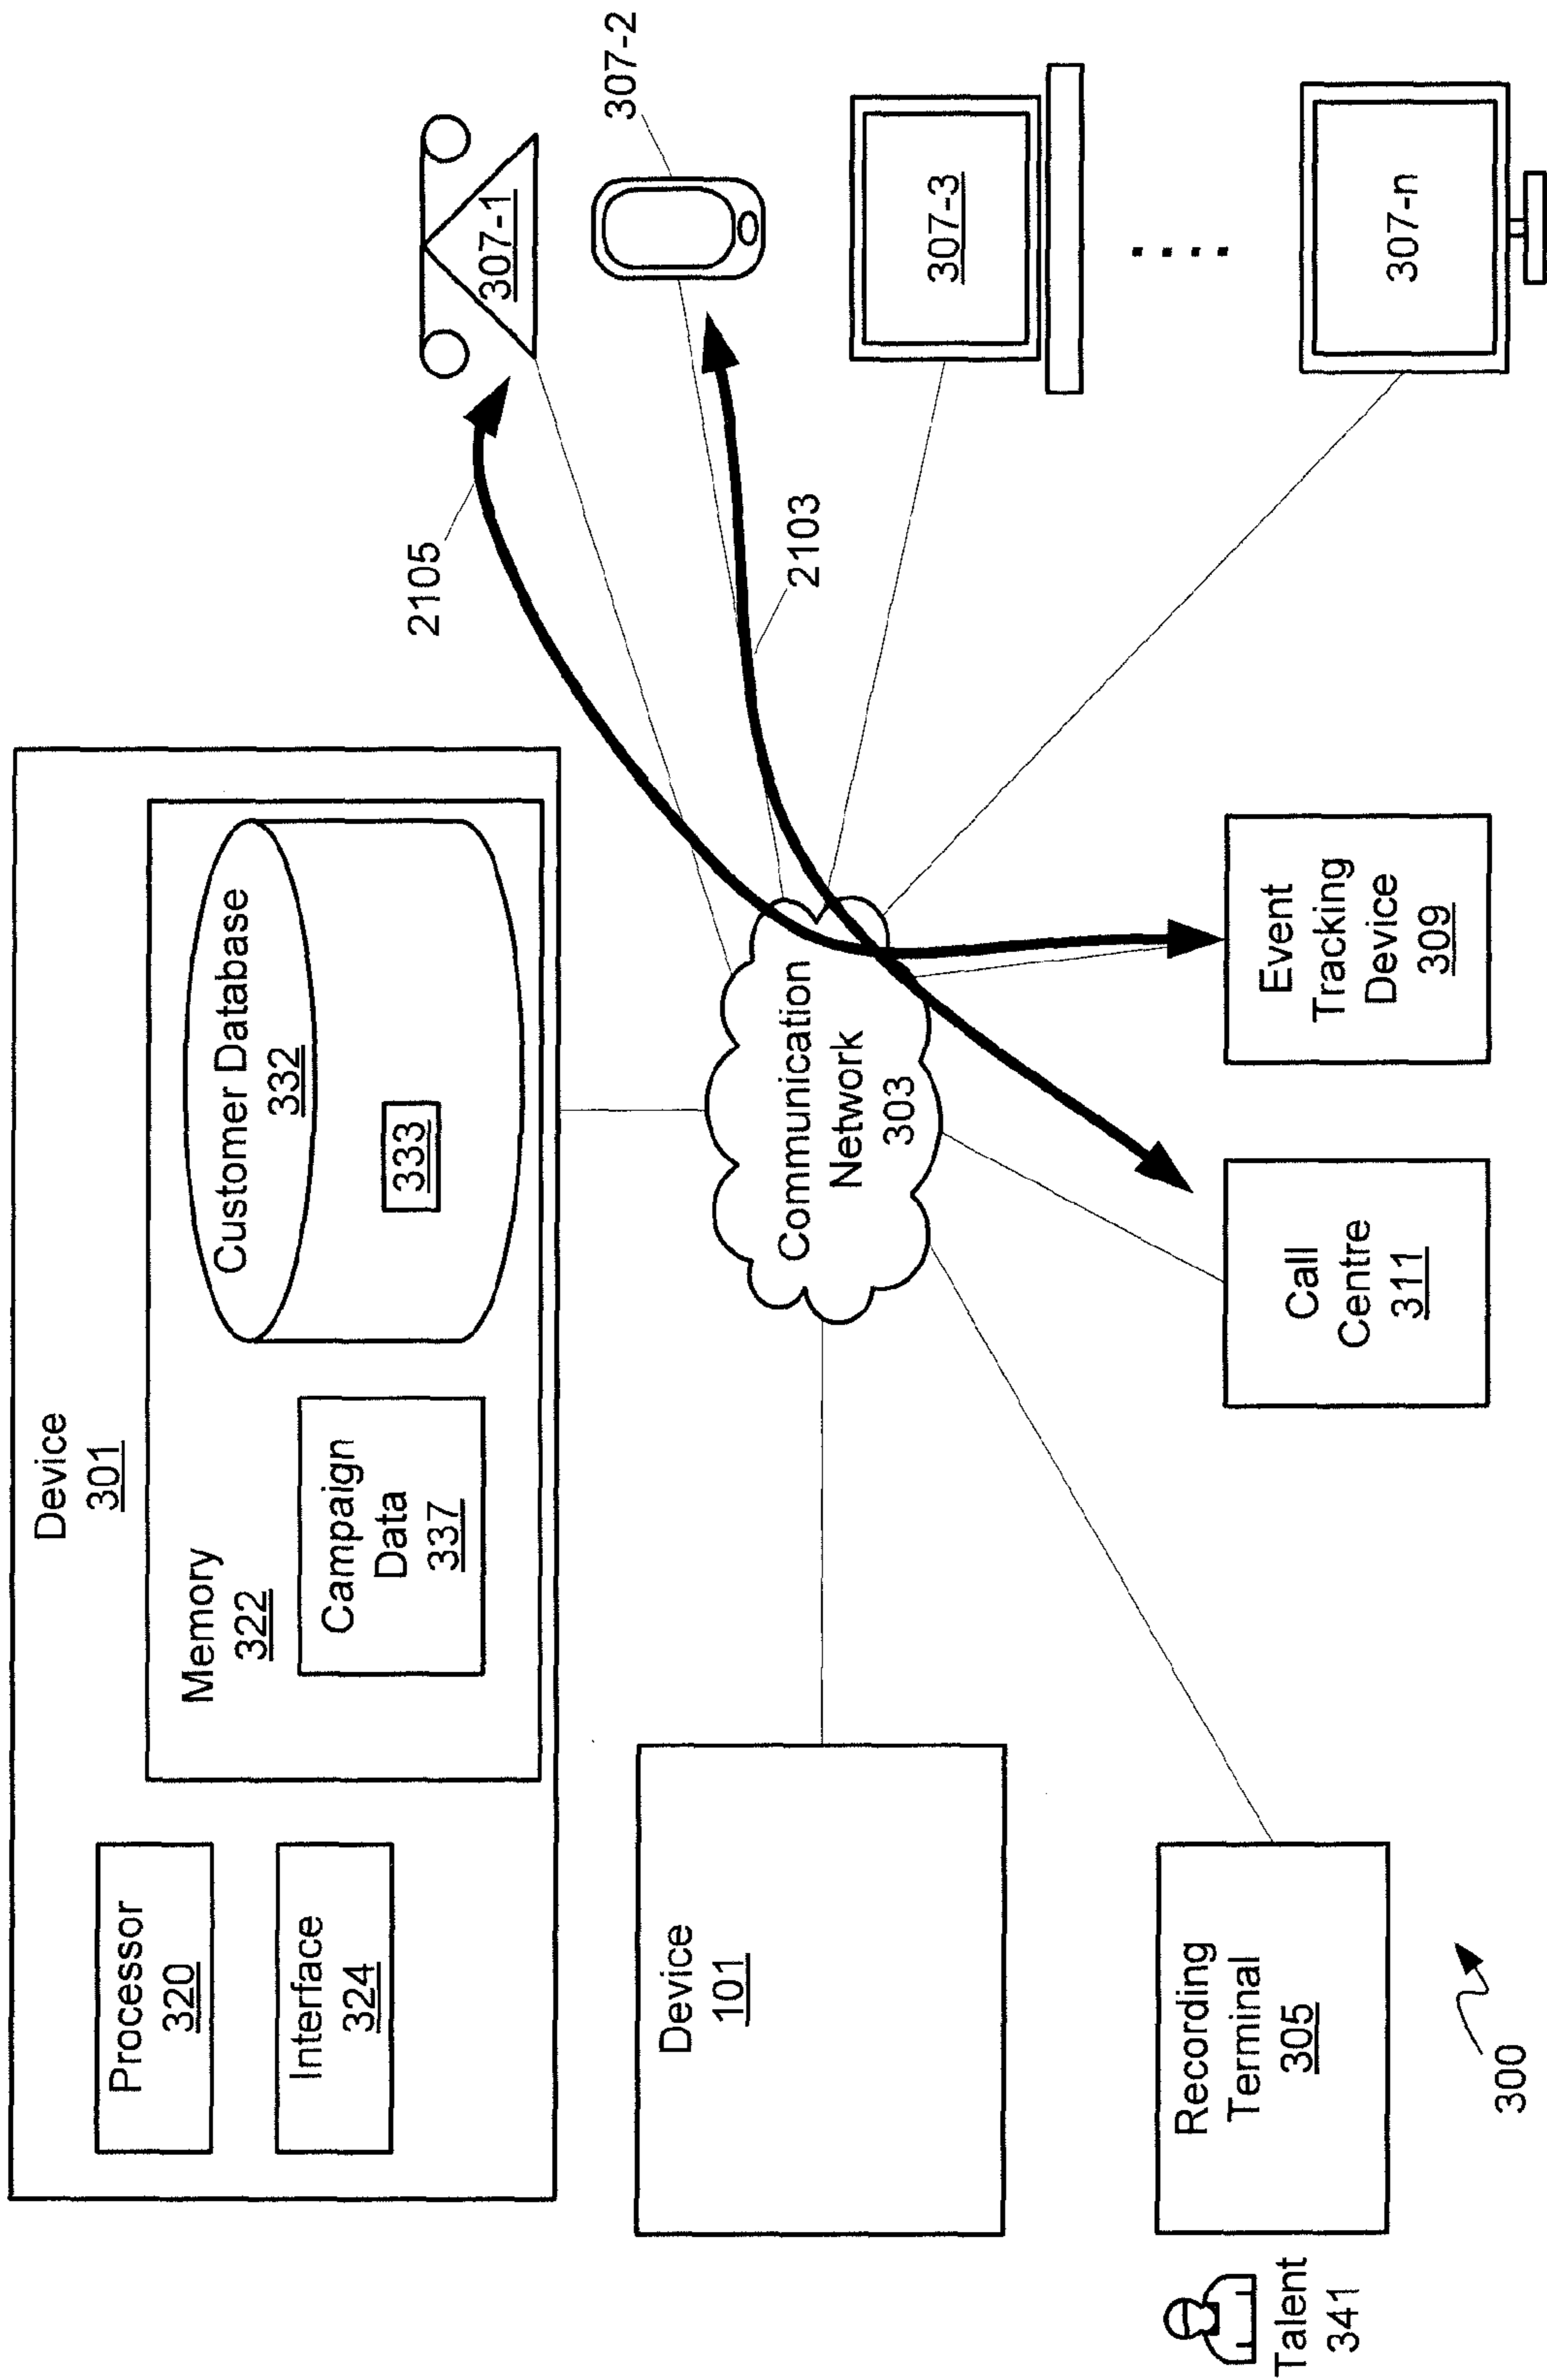 Device
301
Processor
320
Interface
324
Memory
322
Campaign
Data
337
Customer Database
332
333
Device
101
Recording
Terminal
305
Talent
341
300
Communication
Network
303
Call
Centre
311
Event
Tracking
Device
309
2105
2103
307-1
307-2
307-3
307-n